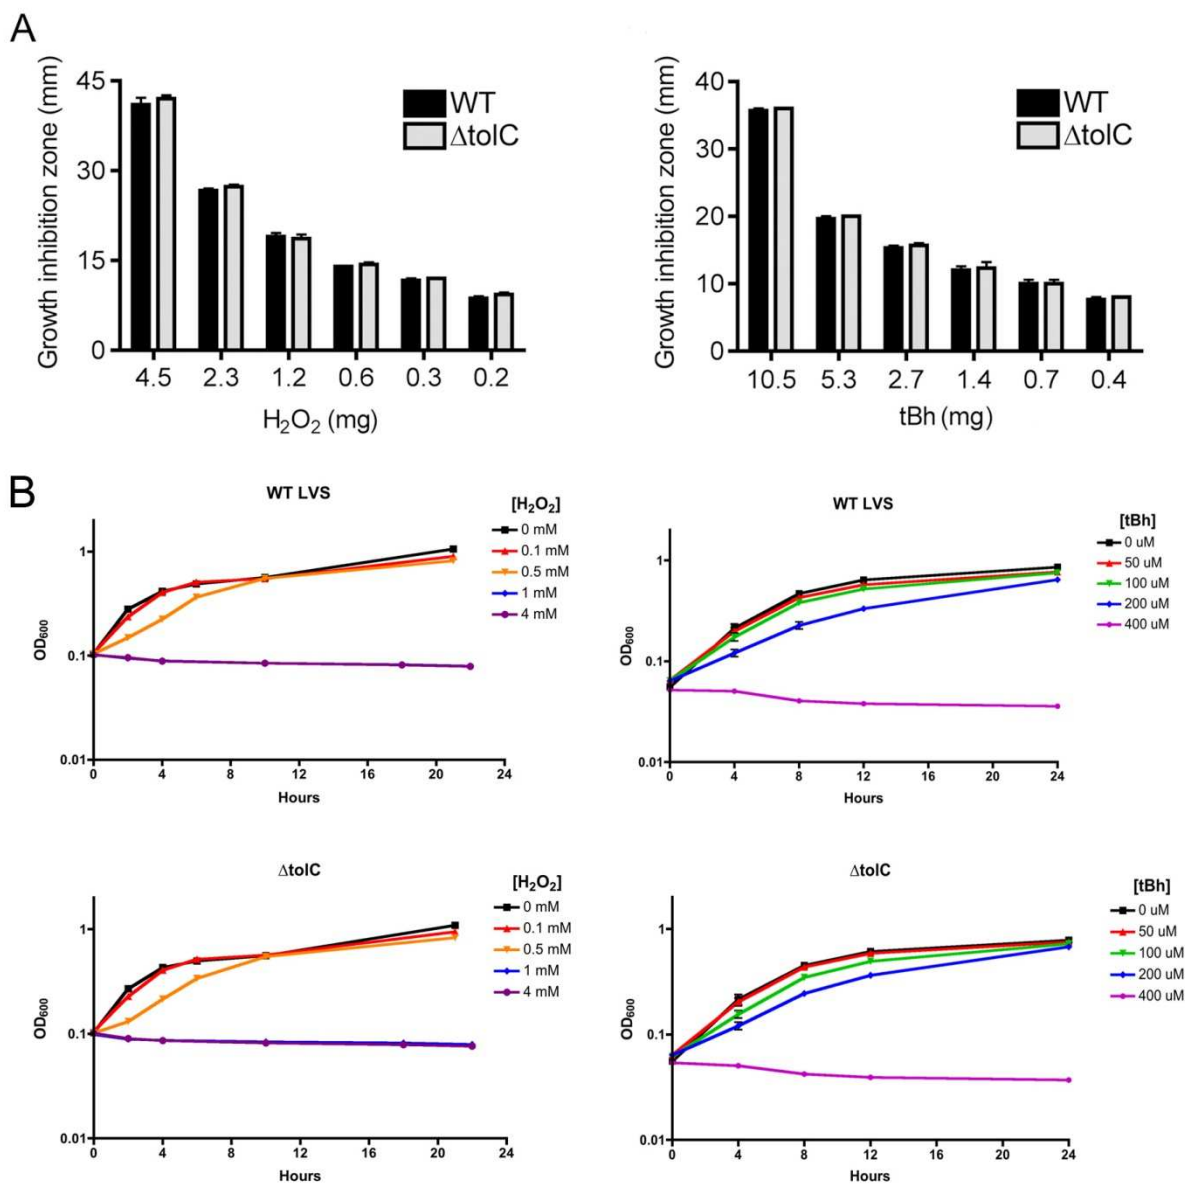 A
Growth inhibition zone (mm)
45
30
15
0
WT
ΔtolC
4.5 2.3 1.2 0.6 0.3 0.2
H₂O₂ (mg)
Growth inhibition zone (mm)
40
30
20
10
0
WT
ΔtolC
10.5 5.3 2.7 1.4 0.7 0.4
tBh (mg)
B
WT LVS
[H₂O₂]
0 mM
0.1 mM
0.5 mM
1 mM
4 mM
OD₆₀₀
1
0.1
0.01
0 4 8 12 16 20 24
Hours
WT LVS
[tBh]
0 uM
50 uM
100 uM
200 uM
400 uM
OD₆₀₀
1
0.1
0.01
0 4 8 12 16 20 24
Hours
ΔtolC
[H₂O₂]
0 mM
0.1 mM
0.5 mM
1 mM
4 mM
OD₆₀₀
1
0.1
0.01
0 4 8 12 16 20 24
Hours
ΔtolC
[tBh]
0 uM
50 uM
100 uM
200 uM
400 uM
OD₆₀₀
1
0.1
0.01
0 4 8 12 16 20 24
Hours